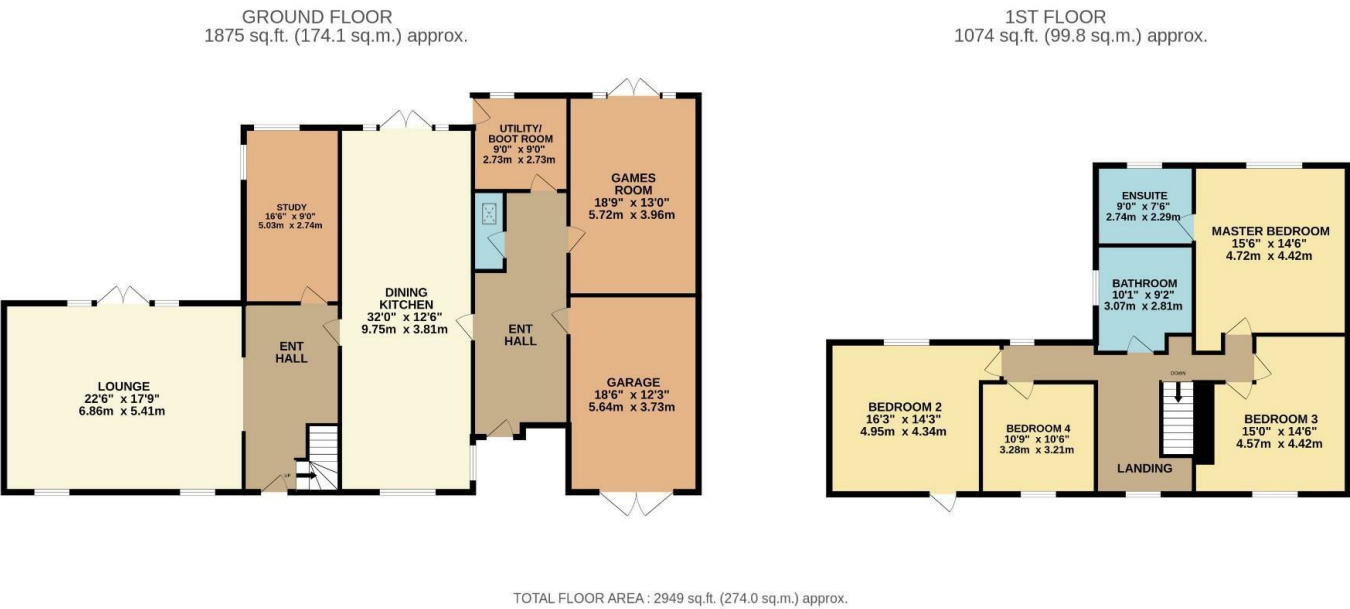 GROUND FLOOR
1875 sq.ft. (174.1 sq.m.) approx.
UTILITY/
BOOT ROOM
9'0" x 9'0"
2.73m x 2.73m
GAMES
ROOM
18'9" x 13'0"
5.72m x 3.96m
STUDY
16'6" x 9'0"
5.03m x 2.74m
DINING
KITCHEN
32'0" x 12'6"
9.75m x 3.81m
ENT
HALL
ENT
HALL
LOUNGE
22'6" x 17'9"
6.86m x 5.41m
GARAGE
18'6" x 12'3"
5.64m x 3.73m
UP
1ST FLOOR
1074 sq.ft. (99.8 sq.m.) approx.
ENSUITE
9'0" x 7'6"
2.74m x 2.29m
MASTER BEDROOM
15'6" x 14'6"
4.72m x 4.42m
BATHROOM
10'1" x 9'2"
3.07m x 2.81m
DOWN
BEDROOM 2
16'3" x 14'3"
4.95m x 4.34m
BEDROOM 4
10'9" x 10'6"
3.28m x 3.21m
BEDROOM 3
15'0" x 14'6"
4.57m x 4.42m
LANDING
TOTAL FLOOR AREA : 2949 sq.ft. (274.0 sq.m.) approx.